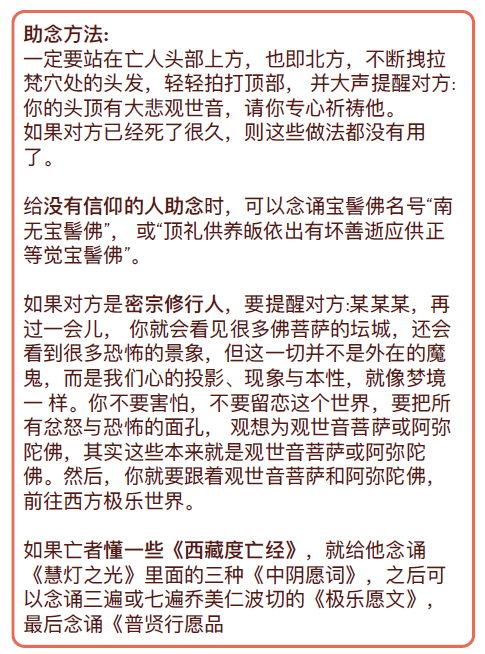 助念方法:
一定要站在亡人头部上方，也即北方，不断拽拉
梵穴处的头发，轻轻拍打顶部， 并大声提醒对方:
你的头顶有大悲观世音，请你专心祈祷他。
如果对方已经死了很久，则这些做法都没有用
了。
给没有信仰的人助念时，可以念诵宝髻佛名号“南
无宝髻佛”， 或“顶礼供养皈依出有坏善逝应供正
等觉宝髻佛”。
如果对方是密宗修行人，要提醒对方:某某某，再
过一会儿， 你就会看见很多佛菩萨的坛城，还会
看到很多恐怖的景象，但这一切并不是外在的魔
鬼，而是我们心的投影、现象与本性，就像梦境
一 样。你不要害怕，不要留恋这个世界，要把所
有忿怒与恐怖的面孔， 观想为观世音菩萨或阿弥
陀佛，其实这些本来就是观世音菩萨或阿弥陀
佛。然后，你就要跟着观世音菩萨和阿弥陀佛，
前往西方极乐世界。
如果亡者懂一些《西藏度亡经》，就给他念诵
《慧灯之光》里面的三种《中阴愿词》，之后可
以念诵三遍或七遍乔美仁波切的《极乐愿文》，
最后念诵《普贤行愿品